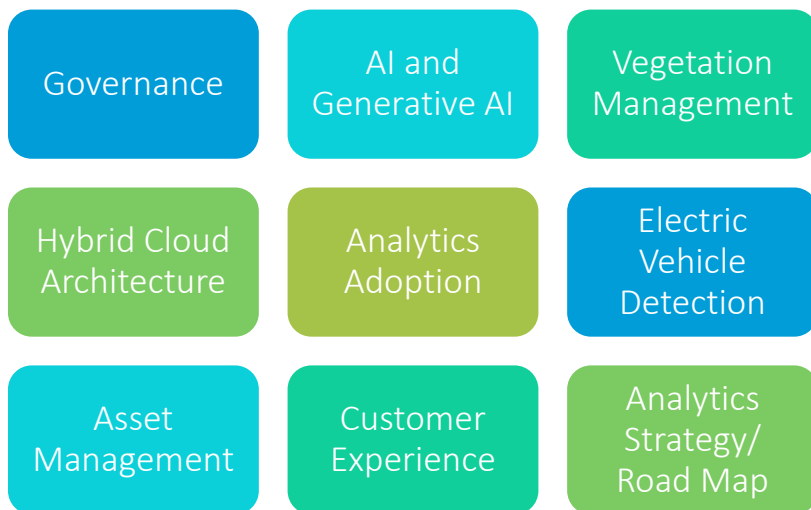 Governance
AI and
Generative AI
Vegetation
Management
Hybrid Cloud
Architecture
Analytics
Adoption
Electric
Vehicle
Detection
Asset
Management
Customer
Experience
Analytics
Strategy/
Road Map